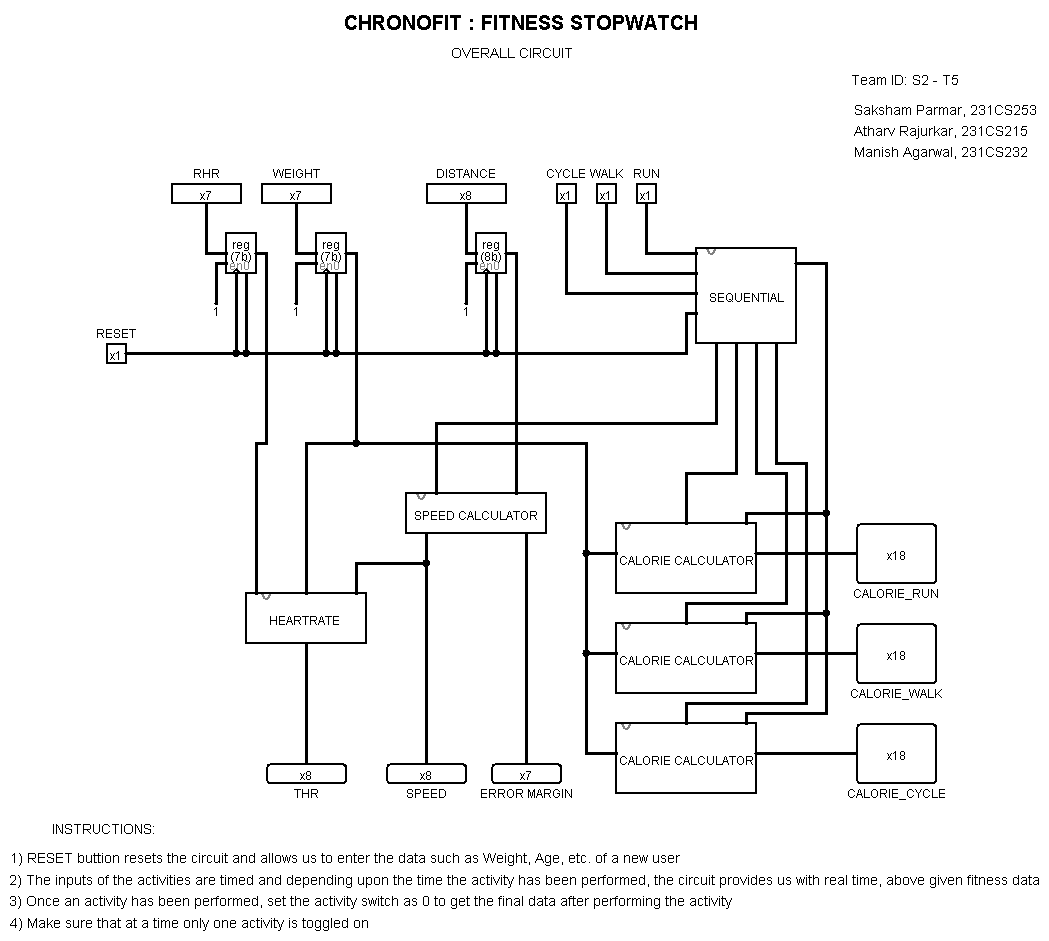 CHRONOFIT : FITNESS STOPWATCH
OVERALL CIRCUIT
Team ID: S2 - T5
Saksham Parmar, 231CS253
Atharv Rajurkar, 231CS215
Manish Agarwal, 231CS232
RHR WEIGHT DISTANCE CYCLE WALK RUN
x7 x7 x8 x1 x1 x1
reg reg reg
(7b) (7b) (8b)
en0 en0 en0
SEQUENTIAL
1 1 1
RESET
x1
SPEED CALCULATOR
CALORIE CALCULATOR x18
CALORIE_RUN
HEARTRATE
CALORIE CALCULATOR x18
CALORIE_WALK
CALORIE CALCULATOR x18
x8 x8 x7
THR SPEED ERROR MARGIN CALORIE_CYCLE
INSTRUCTIONS:
1) RESET buttion resets the circuit and allows us to enter the data such as Weight, Age, etc. of a new user
2) The inputs of the activities are timed and depending upon the time the activity has been performed, the circuit provides us with real time, above given fitness data
3) Once an activity has been performed, set the activity switch as 0 to get the final data after performing the activity
4) Make sure that at a time only one activity is toggled on